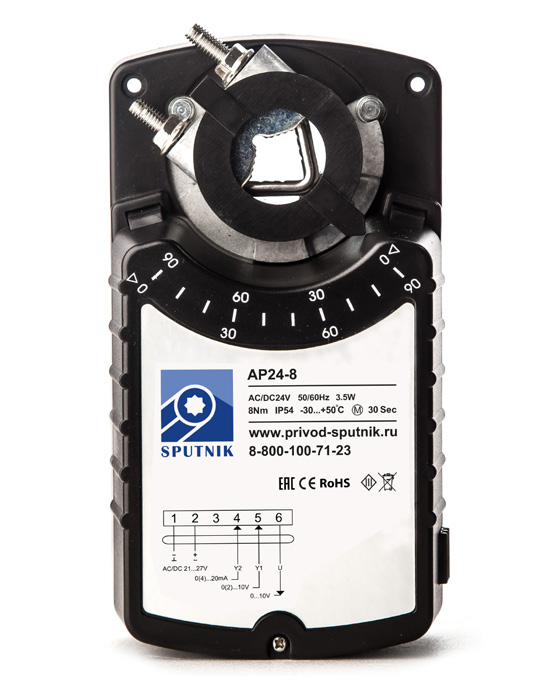 90 0
0 60 30 90
30 60
AP24-8
AC/DC24V 50/60Hz 3.5W
8Nm IP54 -30...+50°C Ⓜ 30 Sec
SPUTNIK
www.privod-sputnik.ru
8-800-100-71-23
EAC CE RoHS III
1 2 3 4 5 6
AC/DC 21...27V Y2 Y1 U
0(4)...20mA
0(2)...10V
0...10V